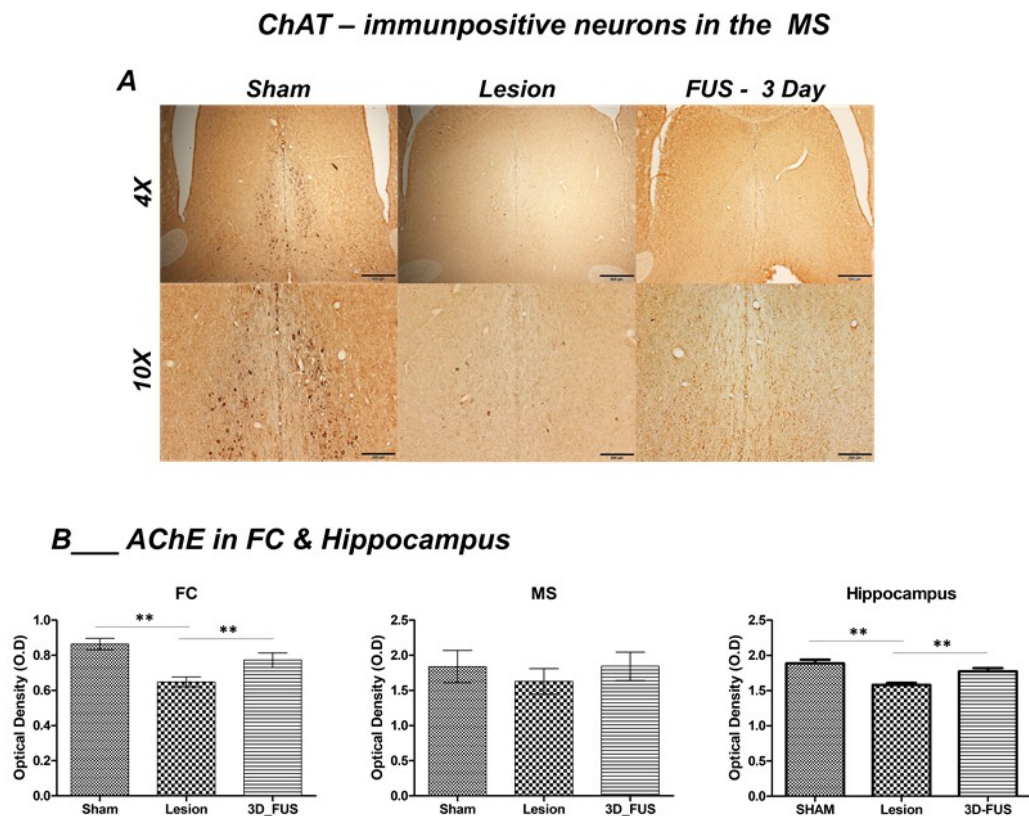 ChAT – immunpositive neurons in the MS
A
Sham Lesion FUS - 3 Day
4X
10X
B___ AChE in FC & Hippocampus
FC
Optical Density (O.D)
1.0
0.8
0.6
0.4
0.2
0.0
** **
Sham Lesion 3D_FUS
MS
Optical Density (O.D)
2.5
2.0
1.5
1.0
0.5
0.0
Sham Lesion 3D_FUS
Hippocampus
Optical Density (O.D)
2.5
2.0
1.5
1.0
0.5
0.0
** **
SHAM Lesion 3D-FUS